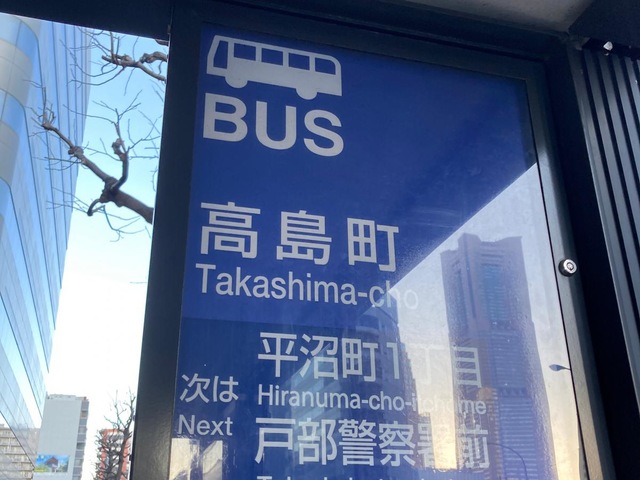 BUS
高島町
Takashima-cho
平沼町1丁目
次は
Hiranuma-cho-itchome
Next
戸部警察署前